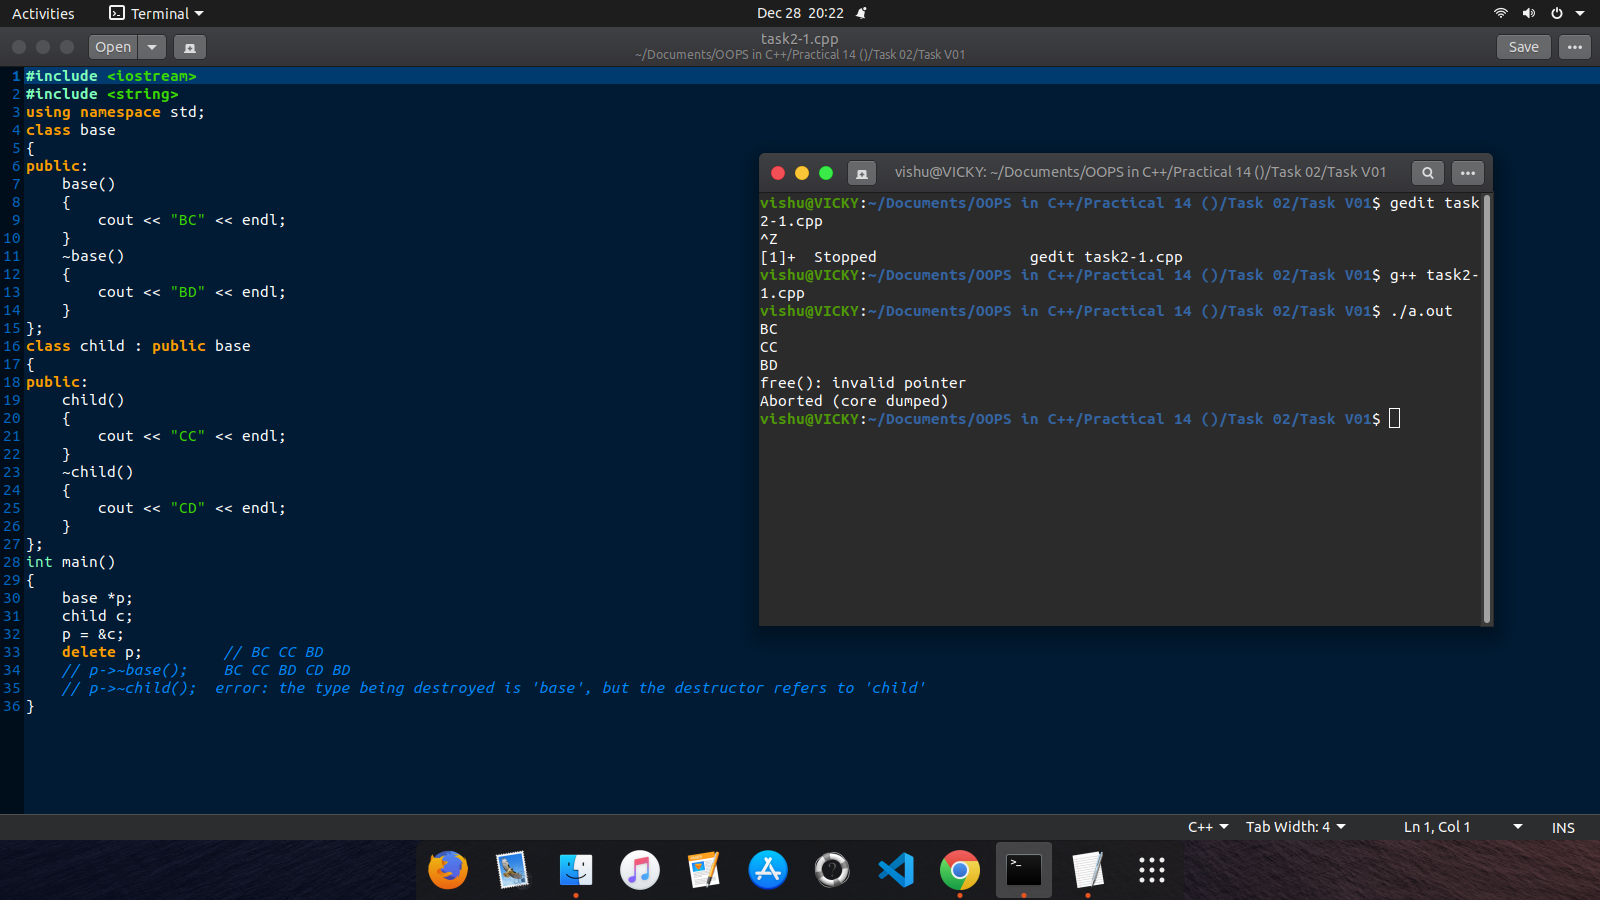 Activities Terminal Dec 28 20:22
Open task2-1.cpp Save
~/Documents/OOPS in C++/Practical 14 ()/Task 02/Task V01
1 #include <iostream>
2 #include <string>
3 using namespace std;
4 class base
5 {
6 public:
7     base()
8     {
9         cout << "BC" << endl;
10     }
11     ~base()
12     {
13         cout << "BD" << endl;
14     }
15 };
16 class child : public base
17 {
18 public:
19     child()
20     {
21         cout << "CC" << endl;
22     }
23     ~child()
24     {
25         cout << "CD" << endl;
26     }
27 };
28 int main()
29 {
30     base *p;
31     child c;
32     p = &c;
33     delete p;         // BC CC BD
34     // p->~base();    BC CC BD CD BD
35     // p->~child();  error: the type being destroyed is 'base', but the destructor refers to 'child'
36 }
vishu@VICKY: ~/Documents/OOPS in C++/Practical 14 ()/Task 02/Task V01
vishu@VICKY:~/Documents/OOPS in C++/Practical 14 ()/Task 02/Task V01$ gedit task
2-1.cpp
^Z
[1]+  Stopped                 gedit task2-1.cpp
vishu@VICKY:~/Documents/OOPS in C++/Practical 14 ()/Task 02/Task V01$ g++ task2-
1.cpp
vishu@VICKY:~/Documents/OOPS in C++/Practical 14 ()/Task 02/Task V01$ ./a.out
BC
CC
BD
free(): invalid pointer
Aborted (core dumped)
vishu@VICKY:~/Documents/OOPS in C++/Practical 14 ()/Task 02/Task V01$
C++ Tab Width: 4 Ln 1, Col 1 INS